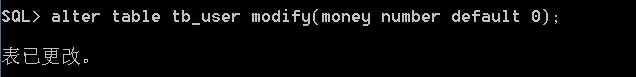 SQL> alter table tb_user modify(money number default 0);
表已更改。